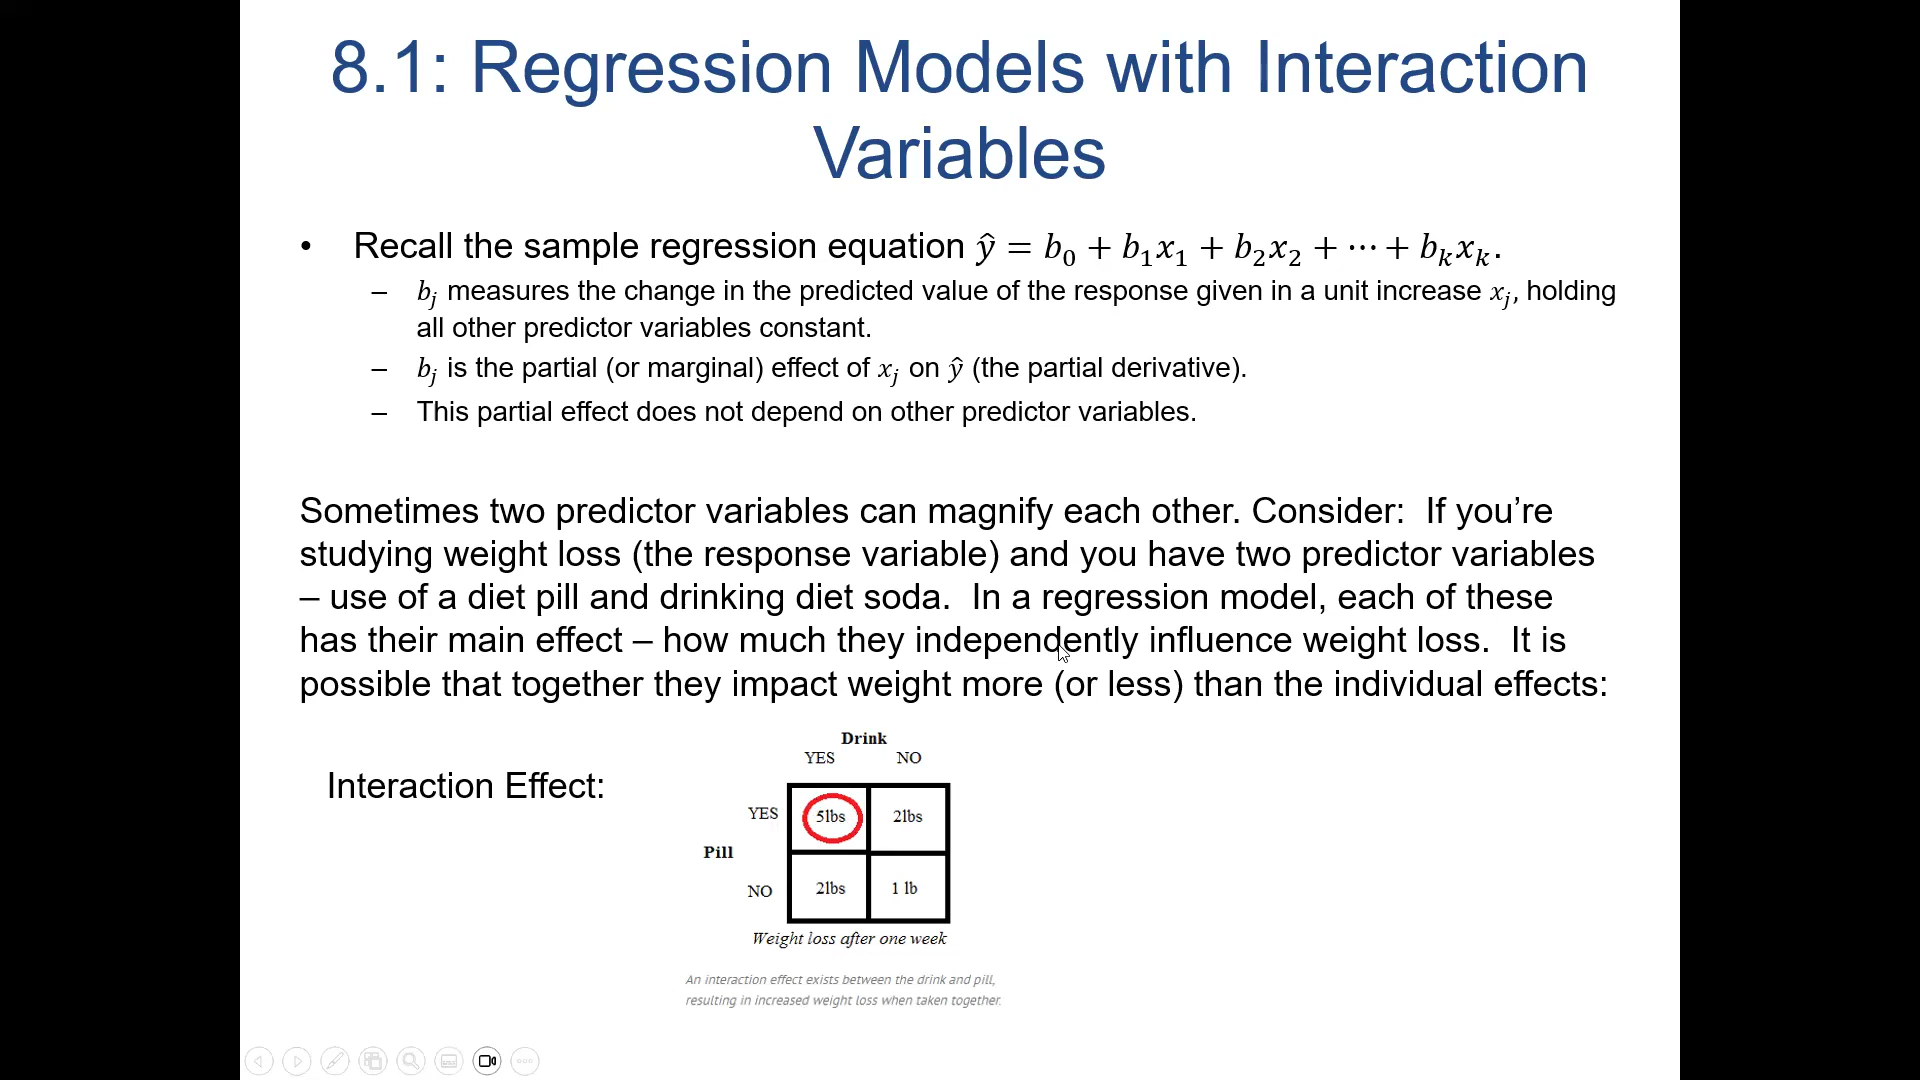 8.1: Regression Models with Interaction
Variables
• Recall the sample regression equation ŷ = b₀ + b₁x₁ + b₂x₂ + ⋯ + bₖxₖ.
– bⱼ measures the change in the predicted value of the response given in a unit increase xⱼ, holding
all other predictor variables constant.
– bⱼ is the partial (or marginal) effect of xⱼ on ŷ (the partial derivative).
– This partial effect does not depend on other predictor variables.
Sometimes two predictor variables can magnify each other. Consider:  If you’re
studying weight loss (the response variable) and you have two predictor variables
– use of a diet pill and drinking diet soda.  In a regression model, each of these
has their main effect – how much they independently influence weight loss.  It is
possible that together they impact weight more (or less) than the individual effects:
Interaction Effect:
Drink
YES NO
YES 5lbs 2lbs
Pill
NO 2lbs 1 lb
Weight loss after one week
An interaction effect exists between the drink and pill,
resulting in increased weight loss when taken together.